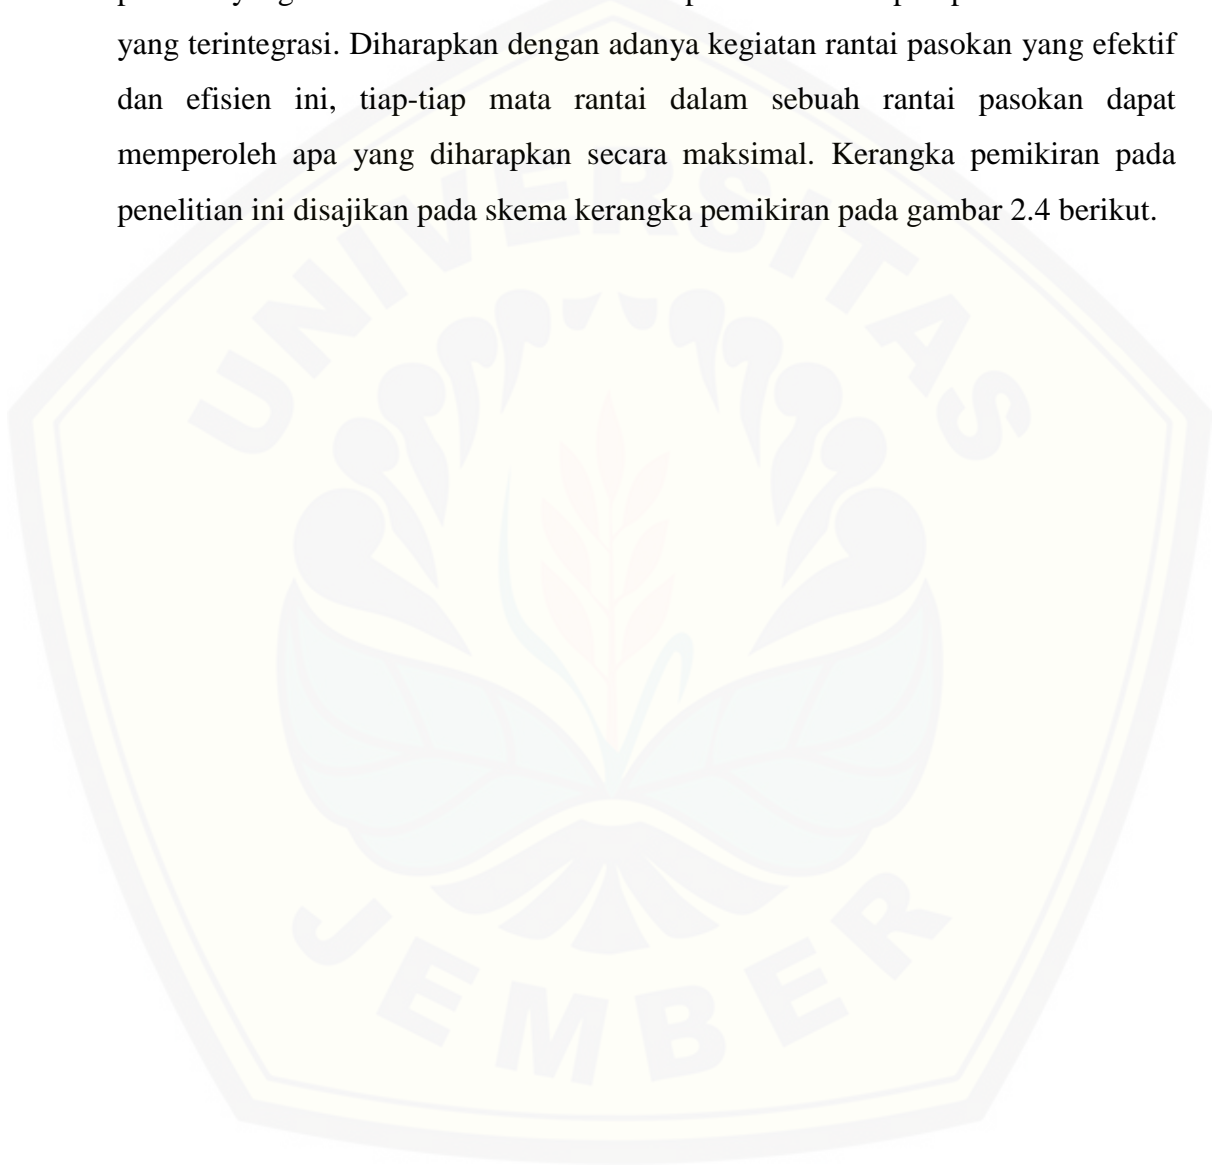 yang terintegrasi. Diharapkan dengan adanya kegiatan rantai pasokan yang efektif
dan efisien ini, tiap-tiap mata rantai dalam sebuah rantai pasokan dapat
memperoleh apa yang diharapkan secara maksimal. Kerangka pemikiran pada
penelitian ini disajikan pada skema kerangka pemikiran pada gambar 2.4 berikut.
UNIVERSITAS
JEMBER